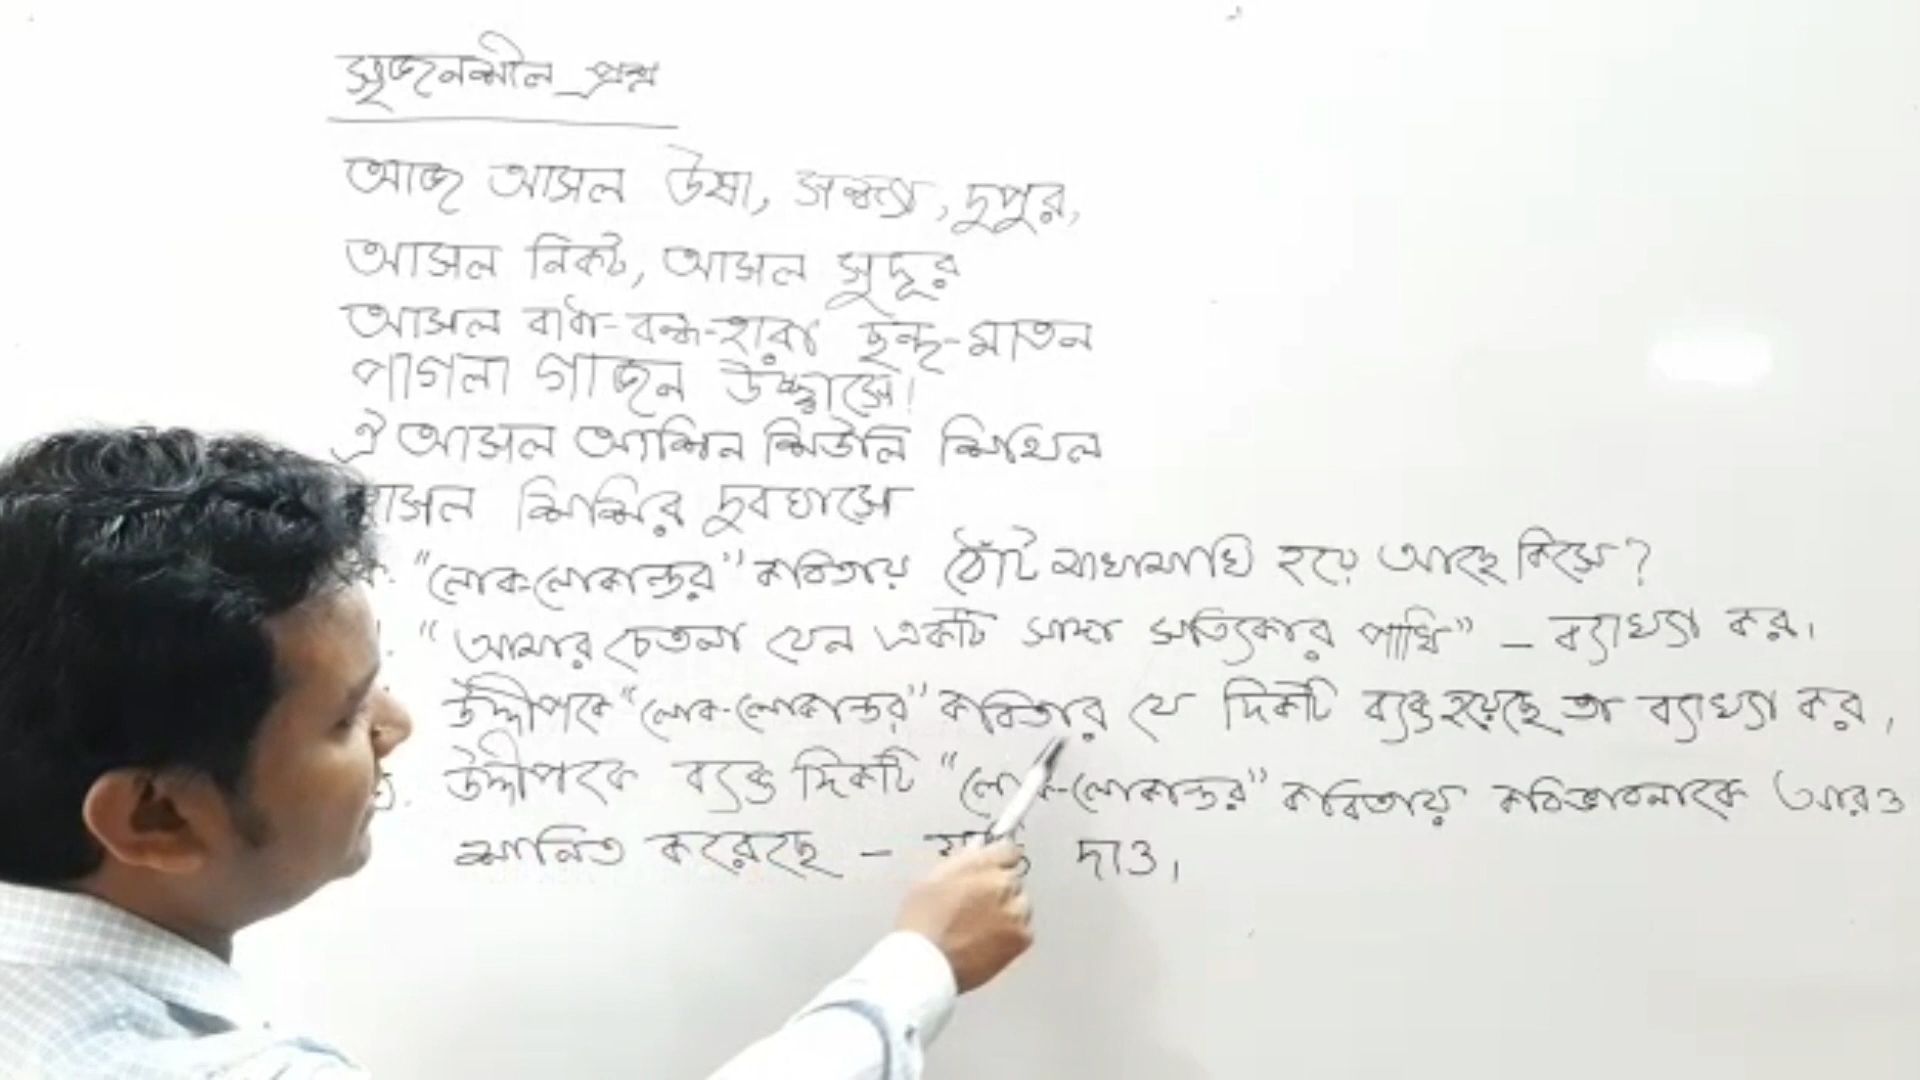 সৃজনশীল প্রশ্ন
আজ আসল ঊষা, সন্ধ্যা, দুপুর,
আসল নিকট, আসল সুদূর
আসল বাধা-বন্ধ-হারা ছন্দ-মাতন
পাগলা গাজন উচ্ছ্বাসে!
ঐ আসল আশিন শিউলি শিথিল
আসল শিশির দুবঘাসে
ক. "লোক-লোকান্তর" কবিতায় ঠোঁট মাখামাখি হয়ে আছে কিসে?
"আমার চেতনা যেন একটি সাদা সত্যিকার পাখি" – ব্যাখ্যা কর।
উদ্দীপকে "লোক-লোকান্তর" কবিতার যে দিকটি ব্যক্ত হয়েছে তা ব্যাখ্যা কর।
উদ্দীপকে ব্যক্ত দিকটি "লোক-লোকান্তর" কবিতায় কবিভাবনাকে আরও
শানিত করেছে – দাও।